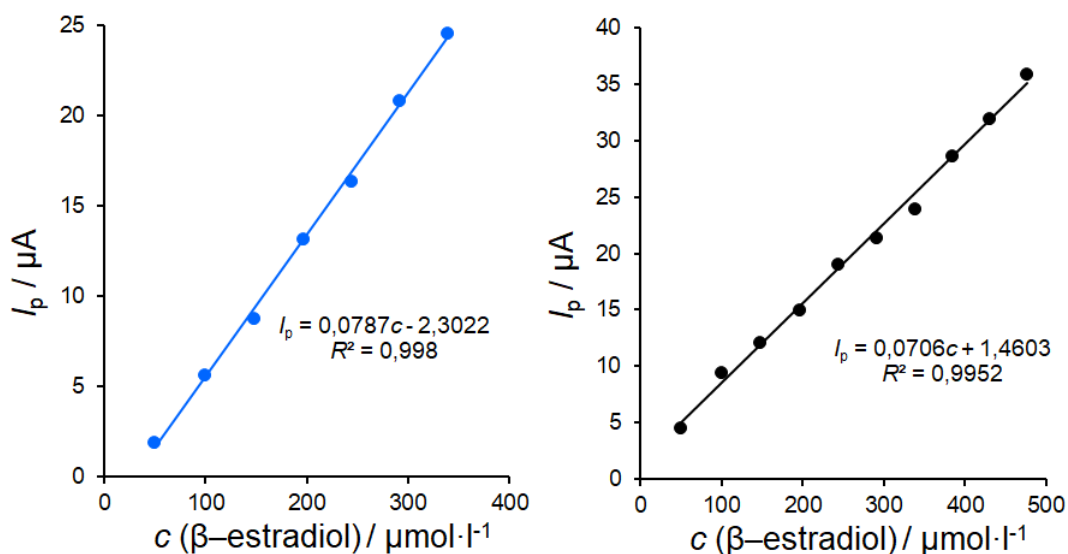 25
20
15
10
5
0
I_p / µA
I_p = 0,0787c - 2,3022
R² = 0,998
0 100 200 300 400
c (β–estradiol) / µmol·l⁻¹
40
35
30
25
20
15
10
5
0
I_p / µA
I_p = 0,0706c + 1,4603
R² = 0,9952
0 100 200 300 400 500
c (β–estradiol) / µmol·l⁻¹